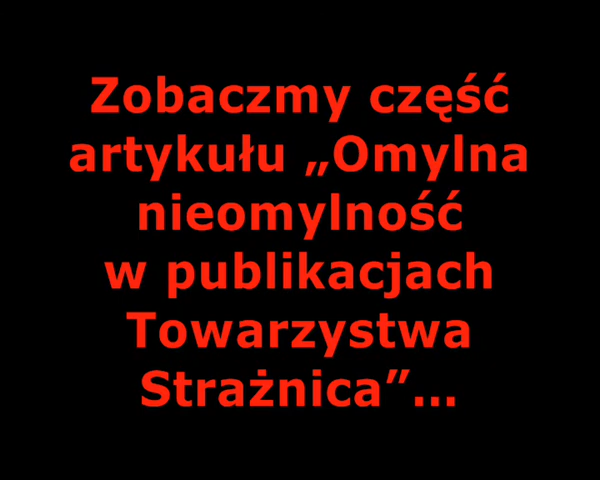 Zobaczmy część
artykułu „Omylna
nieomylność
w publikacjach
Towarzystwa
Strażnica”...